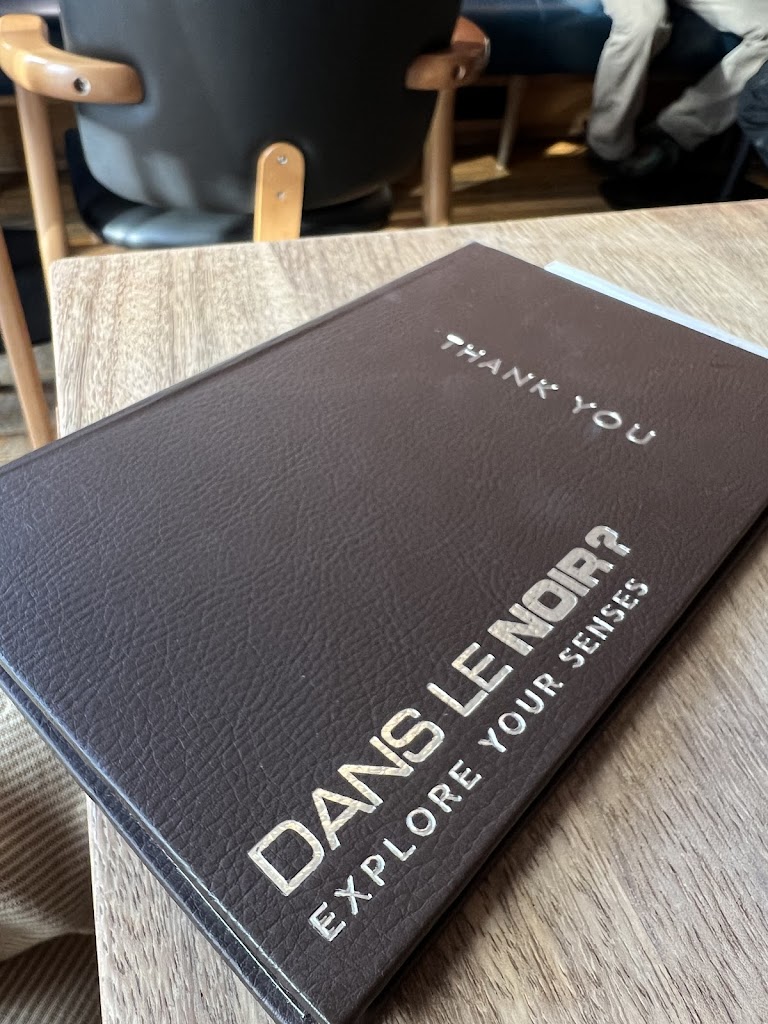 THANK YOU
DANS LE NOIR?
EXPLORE YOUR SENSES